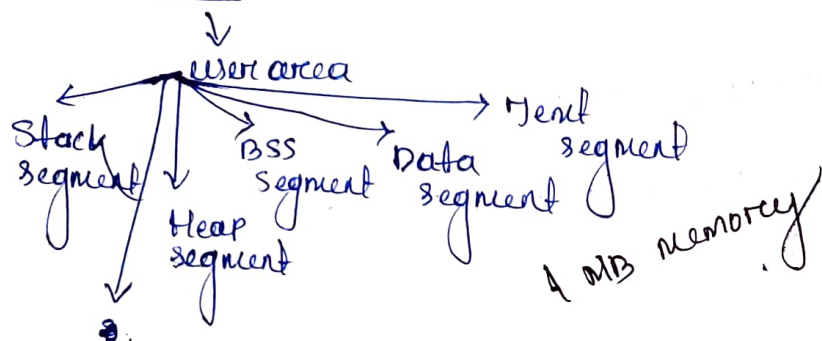 User area
Stack
segment
Heap
segment
BSS
segment
Data
segment
Text
segment
1 MB memory